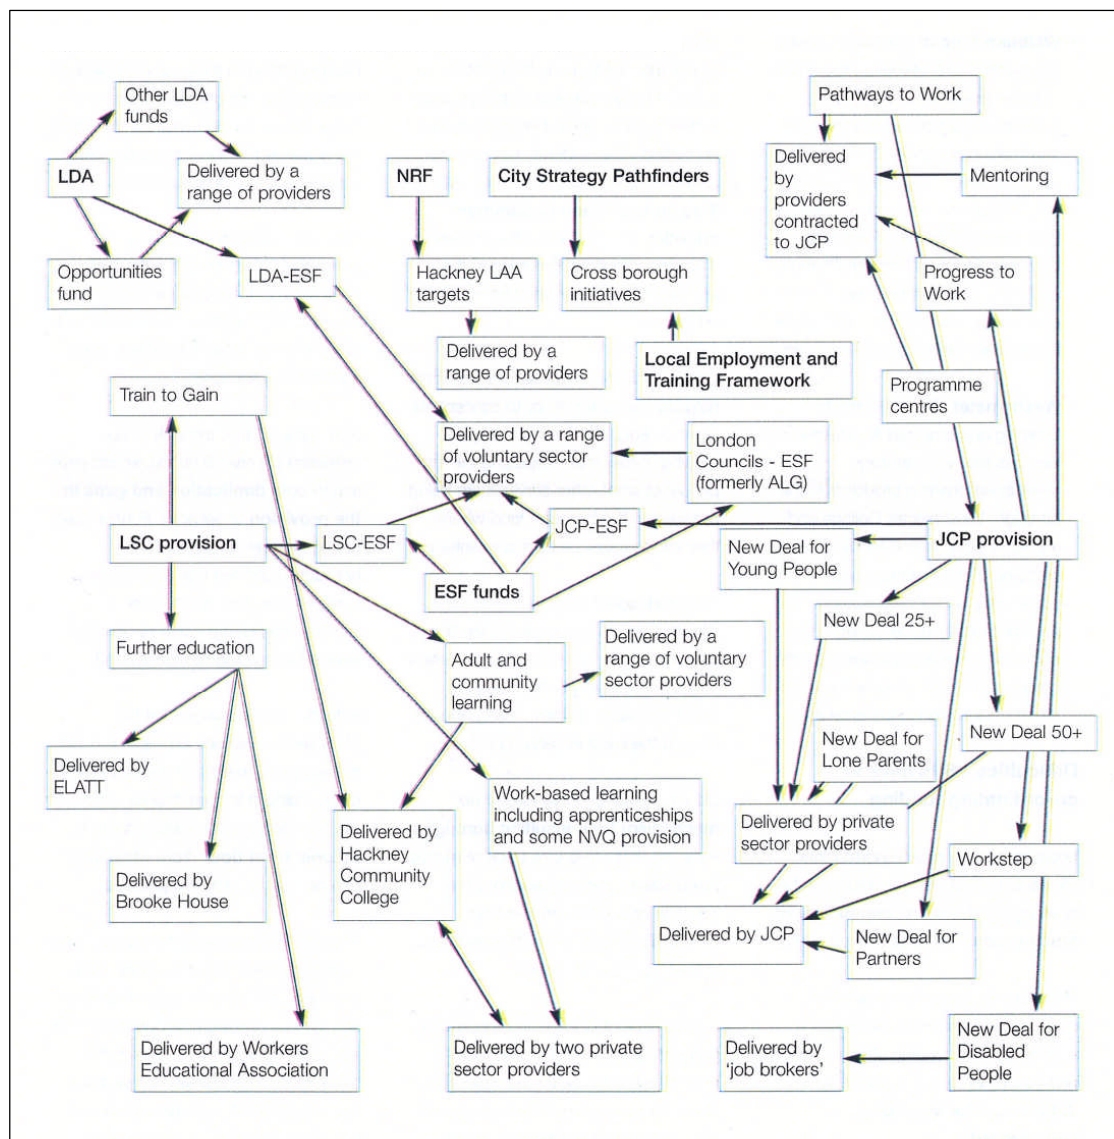 Other LDA
funds
Pathways to Work
LDA
Delivered by a
range of providers
NRF
City Strategy Pathfinders
Delivered
by
providers
contracted
to JCP
Mentoring
Opportunities
fund
LDA-ESF
Hackney LAA
targets
Cross borough
initiatives
Progress to
Work
Delivered by a
range of providers
Local Employment and
Training Framework
Programme
centres
Train to Gain
Delivered by a range
of voluntary sector
providers
London
Councils - ESF
(formerly ALG)
LSC provision
LSC-ESF
JCP-ESF
New Deal for
Young People
JCP provision
ESF funds
New Deal 25+
Further education
Adult and
community
learning
Delivered by a
range of voluntary
sector providers
New Deal for
Lone Parents
New Deal 50+
Delivered by
ELATT
Work-based learning
including apprenticeships
and some NVQ provision
Delivered by private
sector providers
Delivered by
Hackney
Community
College
Workstep
Delivered by
Brooke House
Delivered by JCP
New Deal for
Partners
Delivered by Workers
Educational Association
Delivered by two private
sector providers
Delivered by
'job brokers'
New Deal for
Disabled
People